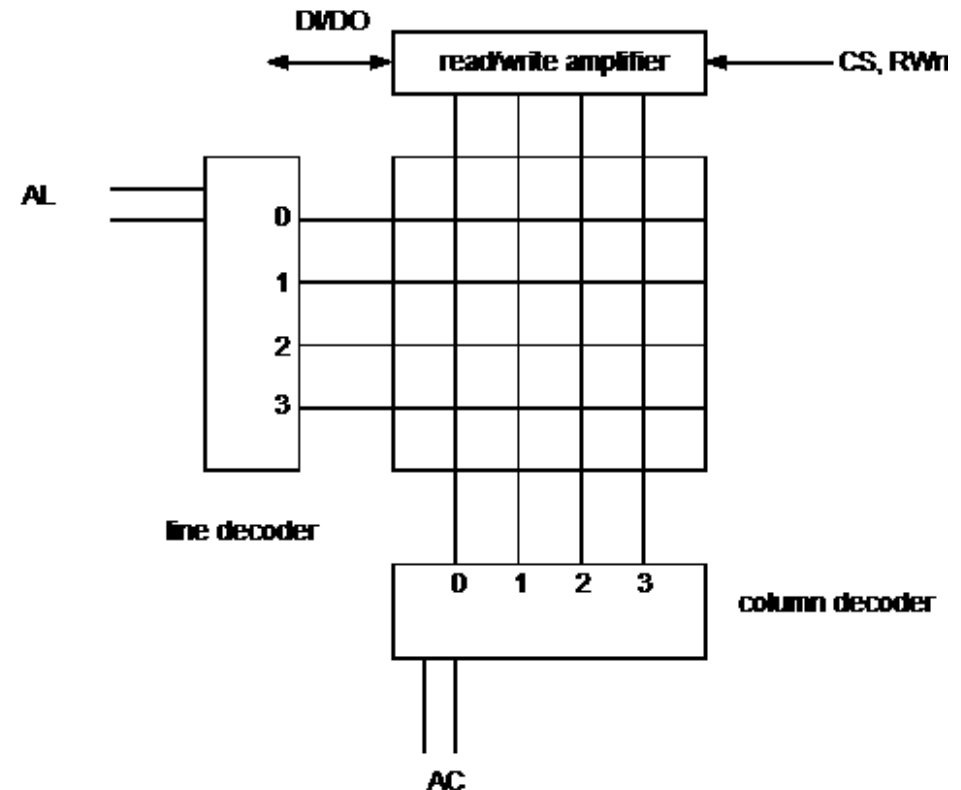 DI/DO
read/write amplifier
CS, RWn
AL
0
1
2
3
line decoder
0 1 2 3
column decoder
AC